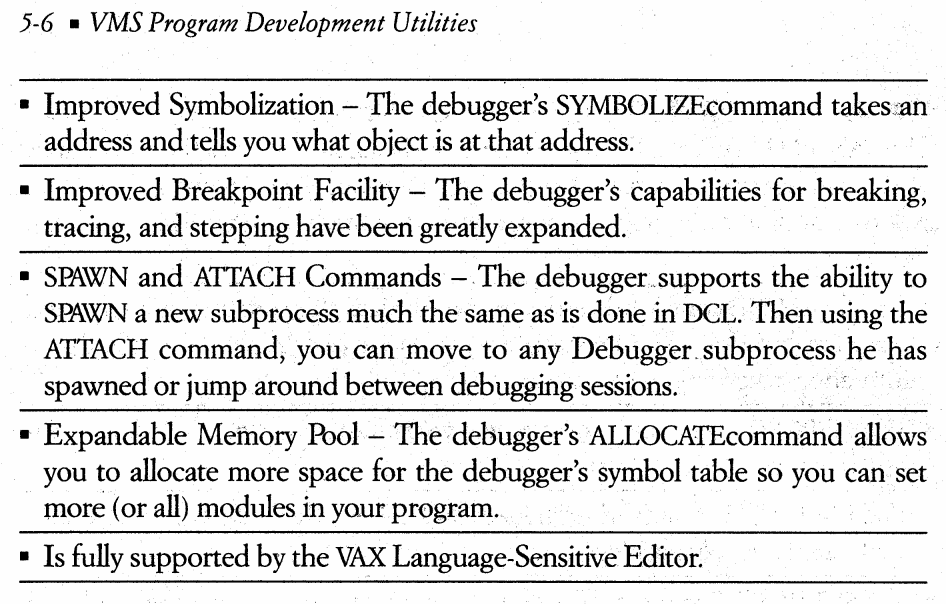 5-6 ▪ VMS Program Development Utilities
▪ Improved Symbolization – The debugger's SYMBOLIZEcommand takes an
address and tells you what object is at that address.
▪ Improved Breakpoint Facility – The debugger's capabilities for breaking,
tracing, and stepping have been greatly expanded.
▪ SPAWN and ATTACH Commands – The debugger supports the ability to
SPAWN a new subprocess much the same as is done in DCL. Then using the
ATTACH command, you can move to any Debugger subprocess he has
spawned or jump around between debugging sessions.
▪ Expandable Memory Pool – The debugger's ALLOCATEcommand allows
you to allocate more space for the debugger's symbol table so you can set
more (or all) modules in your program.
▪ Is fully supported by the VAX Language-Sensitive Editor.